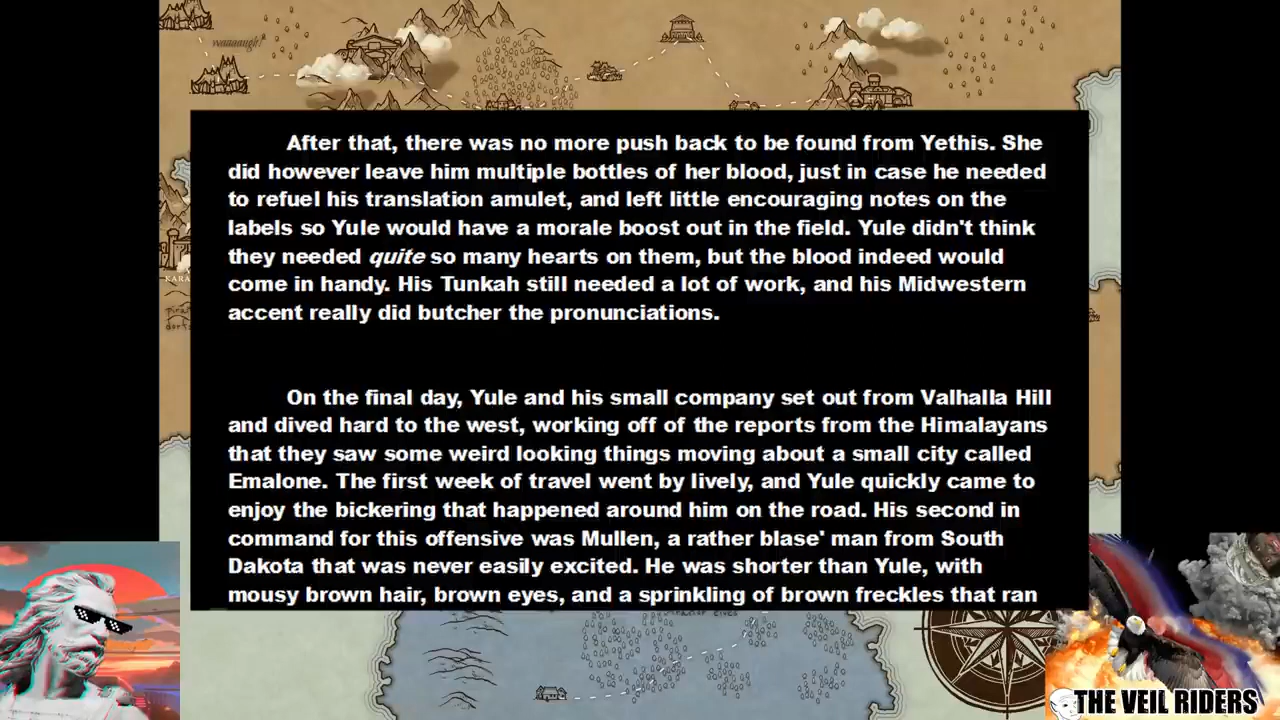 waaaaugh!
After that, there was no more push back to be found from Yethis. She
did however leave him multiple bottles of her blood, just in case he needed
to refuel his translation amulet, and left little encouraging notes on the
labels so Yule would have a morale boost out in the field. Yule didn't think
they needed quite so many hearts on them, but the blood indeed would
come in handy. His Tunkah still needed a lot of work, and his Midwestern
accent really did butcher the pronunciations.
On the final day, Yule and his small company set out from Valhalla Hill
and dived hard to the west, working off of the reports from the Himalayans
that they saw some weird looking things moving about a small city called
Emalone. The first week of travel went by lively, and Yule quickly came to
enjoy the bickering that happened around him on the road. His second in
command for this offensive was Mullen, a rather blase' man from South
Dakota that was never easily excited. He was shorter than Yule, with
mousy brown hair, brown eyes, and a sprinkling of brown freckles that ran
THE VEIL RIDERS